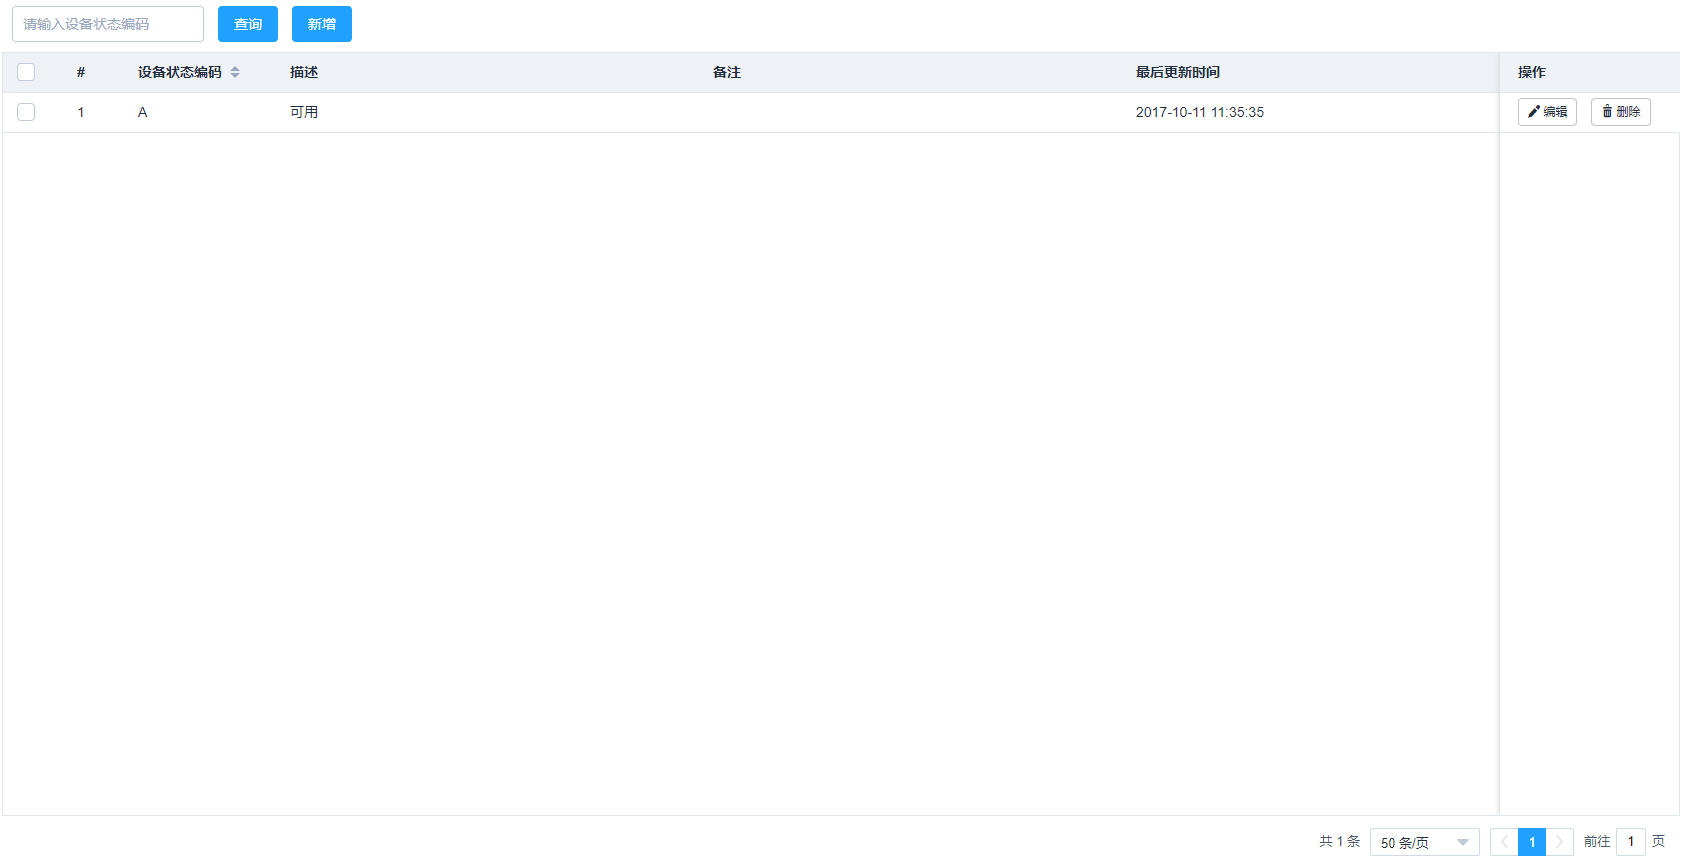 请输入设备状态编码 查询 新增
# 设备状态编码 描述 备注 最后更新时间 操作
1 A 可用 2017-10-11 11:35:35 编辑 删除
共 1 条 50 条/页 1 前往 1 页